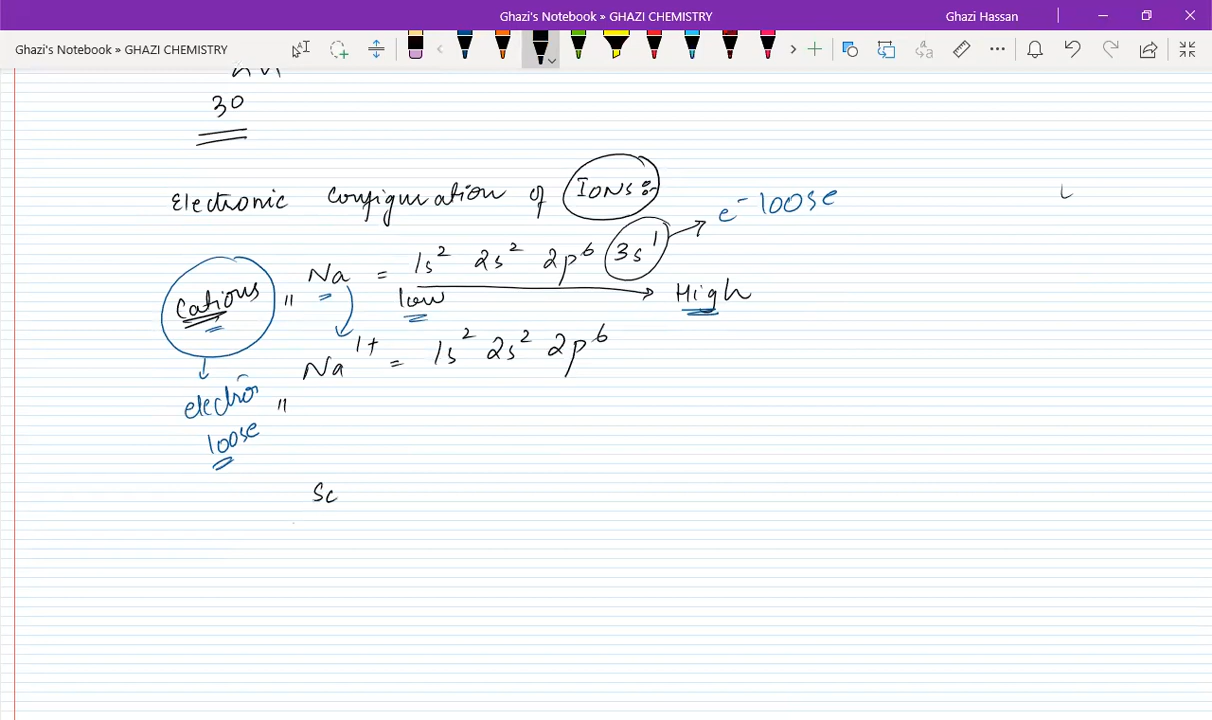 Ghazi's Notebook » GHAZI CHEMISTRY
Ghazi Hassan
Ghazi's Notebook » GHAZI CHEMISTRY
30
Electronic Configuration of IONS:-
Na = 1s² 2s² 2p⁶ 3s¹ → e⁻ loose
Cations
"
low → High
Na¹⁺ = 1s² 2s² 2p⁶
electron "
loose
Sc